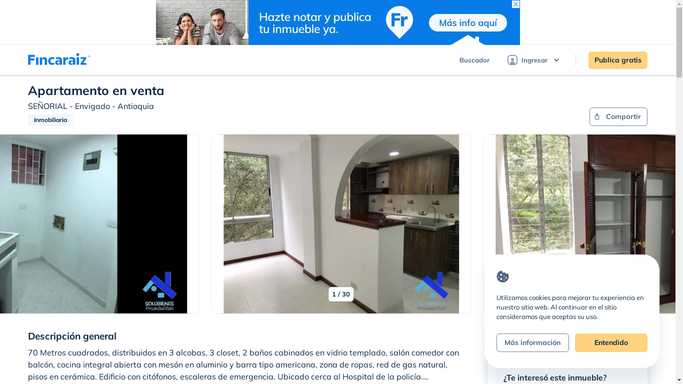 Hazte notar y publica
tu inmueble ya.
Fr
Más info aquí
Fincaraiz
Buscador
Ingresar
Publica gratis
Apartamento en venta
SEÑORIAL - Envigado - Antioquia
Inmobiliaria
Compartir
SOLUBIENES
Propiedad Raíz
1 / 30
Utilizamos cookies para mejorar tu experiencia en
nuestro sitio web. Al continuar en el sitio
consideramos que aceptas su uso.
Más información
Entendido
Descripción general
70 Metros cuadrados, distribuidos en 3 alcobas, 3 closet, 2 baños cabinados en vidrio templado, salón comedor con
balcón, cocina integral abierta con mesón en aluminio y barra tipo americana, zona de ropas, red de gas natural,
pisos en cerámica. Edificio con citófonos, escaleras de emergencia. Ubicado cerca al Hospital de la policía....
¿Te interesó este inmueble?